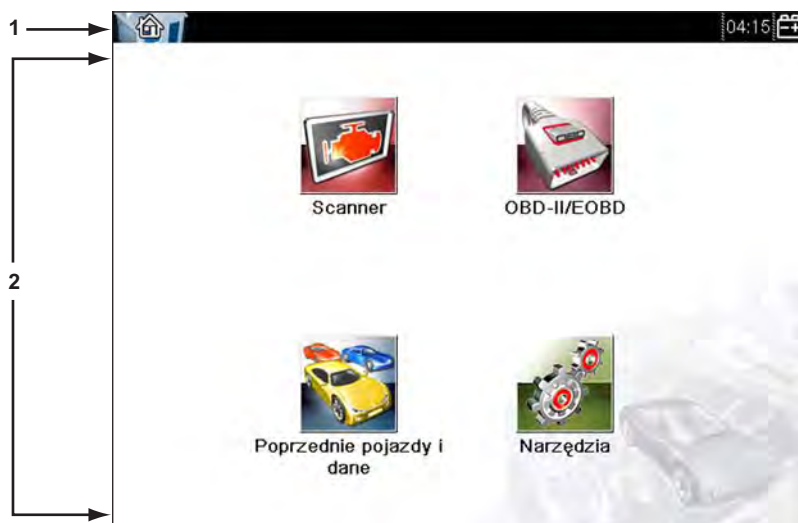 1
04:15
2
Scanner
OBD-II/EOBD
Poprzednie pojazdy i
dane
Narzędzia